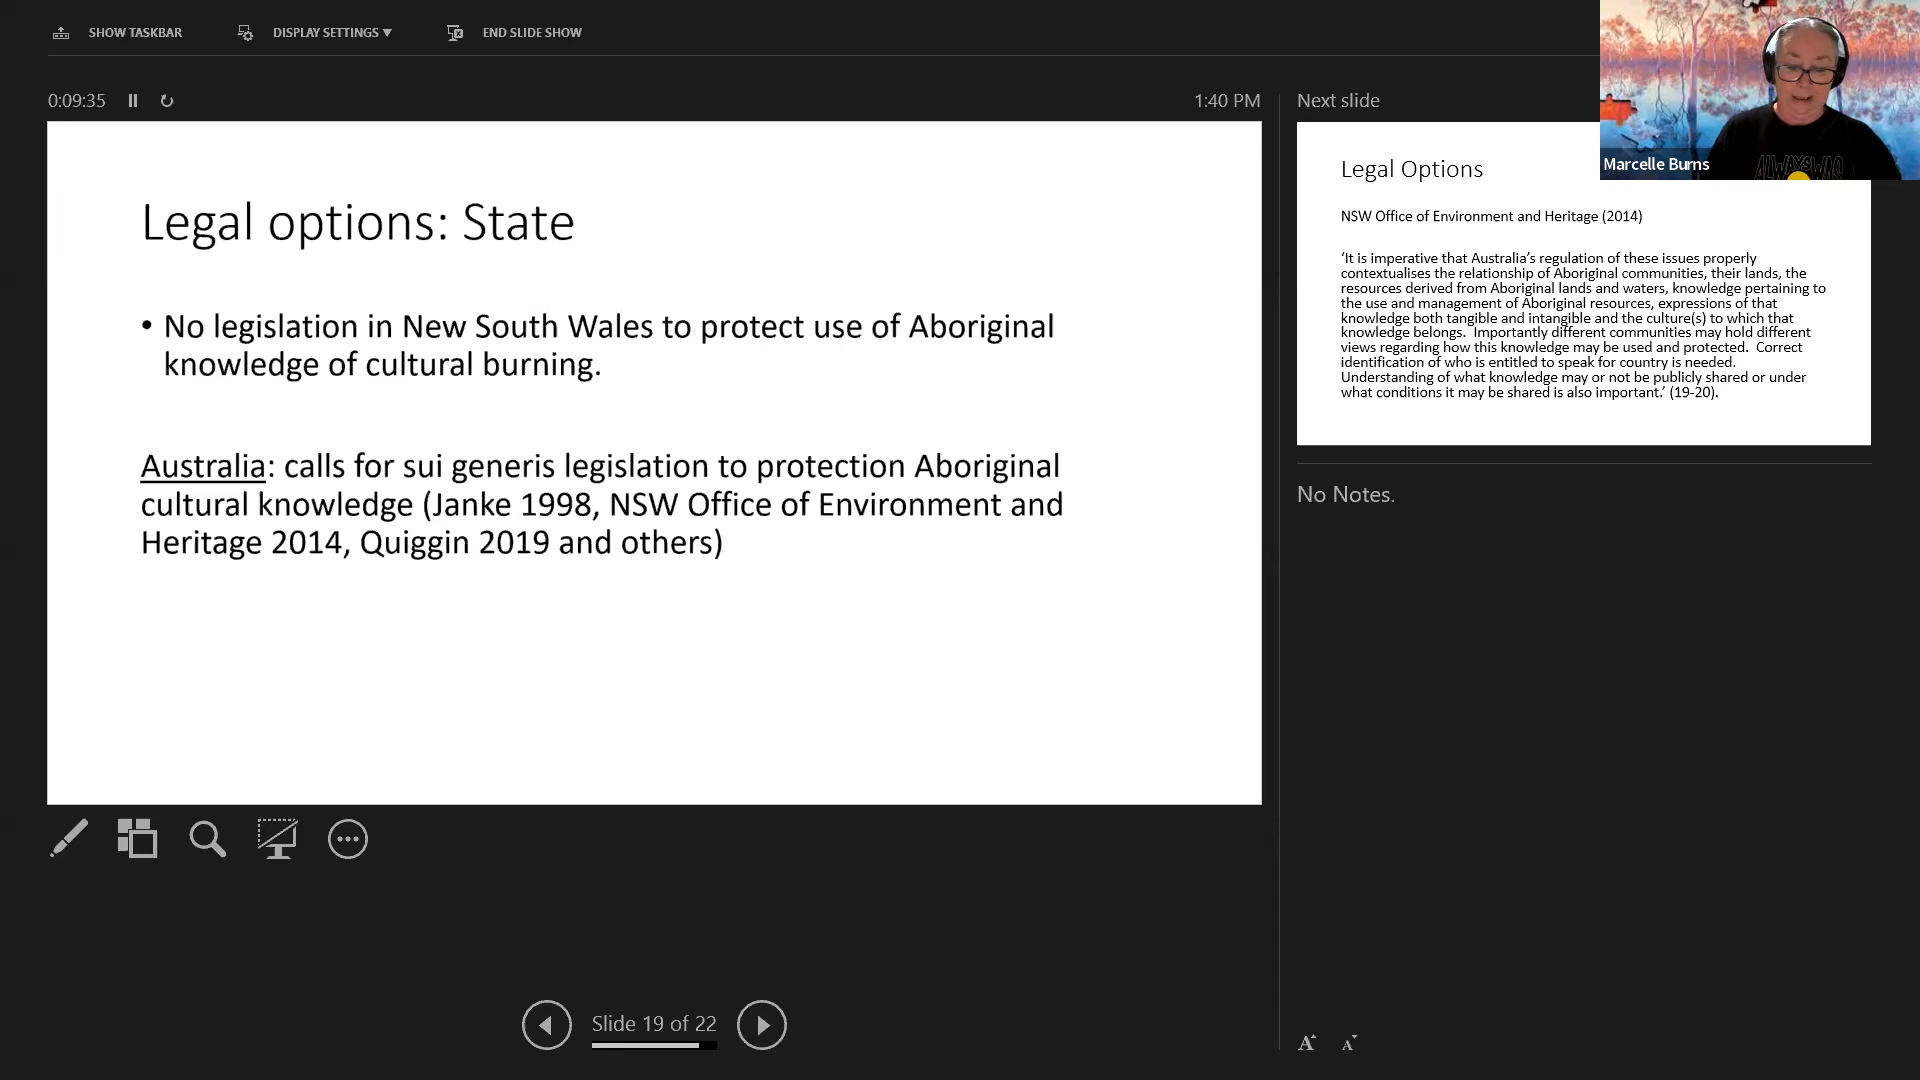 SHOW TASKBAR
DISPLAY SETTINGS ▼
END SLIDE SHOW
0:09:35
1:40 PM
Next slide
Legal options: State
• No legislation in New South Wales to protect use of Aboriginal
knowledge of cultural burning.
Australia: calls for sui generis legislation to protection Aboriginal
cultural knowledge (Janke 1998, NSW Office of Environment and
Heritage 2014, Quiggin 2019 and others)
Slide 19 of 22
Marcelle Burns
ALWAYS WAS
Legal Options
NSW Office of Environment and Heritage (2014)
‘It is imperative that Australia’s regulation of these issues properly
contextualises the relationship of Aboriginal communities, their lands, the
resources derived from Aboriginal lands and waters, knowledge pertaining to
the use and management of Aboriginal resources, expressions of that
knowledge both tangible and intangible and the culture(s) to which that
knowledge belongs. Importantly different communities may hold different
views regarding how this knowledge may be used and protected. Correct
identification of who is entitled to speak for country is needed.
Understanding of what knowledge may or not be publicly shared or under
what conditions it may be shared is also important.’ (19-20).
No Notes.
A A